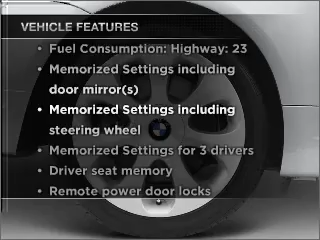 VEHICLE FEATURES
• Fuel Consumption: Highway: 23
• Memorized Settings including
door mirror(s)
• Memorized Settings including
steering wheel
• Memorized Settings for 3 drivers
• Driver seat memory
• Remote power door locks